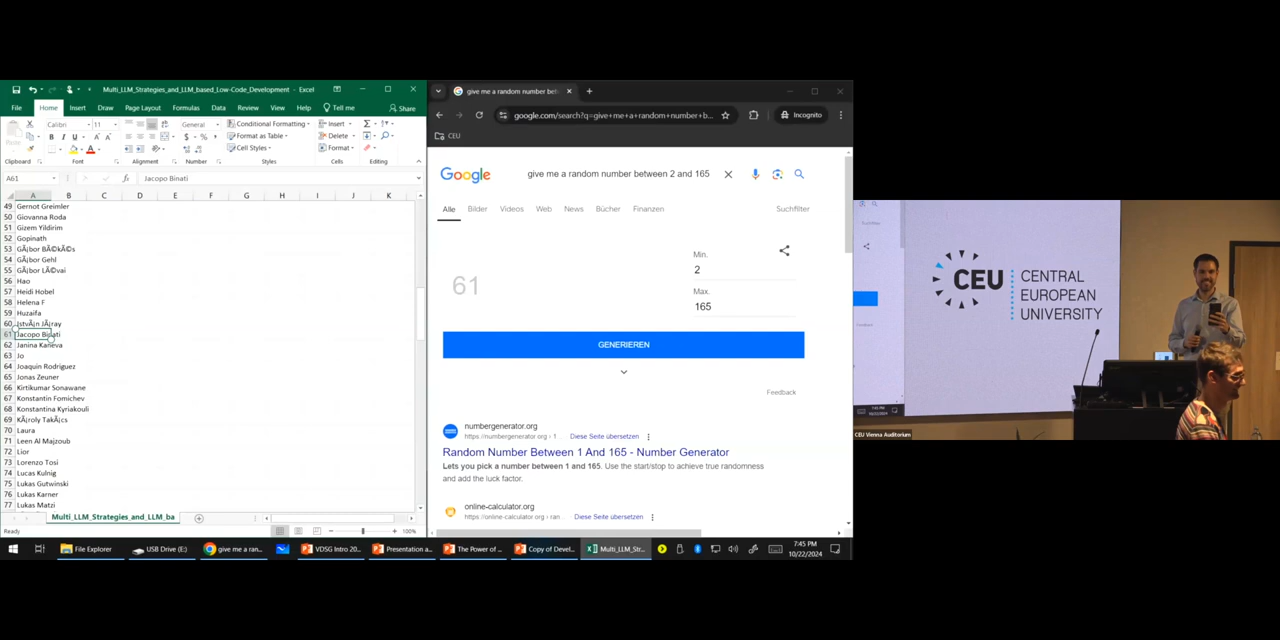 Multi_LLM_Strategies_and_LLM_based_Low-Code_Development - Excel
File Home Insert Draw Page Layout Formulas Data Review View Help Tell me Share
Calibri 11 General Conditional Formatting Insert
Format as Table Delete
Cell Styles Format
Clipboard Font Alignment Number Styles Cells Editing
A61 fx Jacopo Binati
A B C D E F G H I J K
49 Gernot Greimler
50 Giovanna Roda
51 Gizem Yildirim
52 Gopinath
53 GÃ¡bor BÃ©kÃ©s
54 GÃ¡bor Gehl
55 GÃ¡bor LÃ©vai
56 Hao
57 Heidi Hobel
58 Helena F
59 Huzaifa
60 IstvÃ¡n JÃ¡ray
61 Jacopo Binati
62 Janina Kaneva
63 Jo
64 Joaquin Rodriguez
65 Jonas Zeuner
66 Kirtikumar Sonawane
67 Konstantin Fomichev
68 Konstantina Kyriakouli
69 KÃ¡roly TakÃ¡cs
70 Laura
71 Leen Al Majzoub
72 Lior
73 Lorenzo Tosi
74 Lucas Kulnig
75 Lukas Gutwinski
76 Lukas Karner
77 Lukas Matzi
Multi_LLM_Strategies_and_LLM_ba
Ready 100%
give me a random number bet
google.com/search?q=give+me+a+random+number+b... Incognito
CEU
Google give me a random number between 2 and 165
Alle Bilder Videos Web News Bücher Finanzen Suchfilter
61
Min.
2
Max.
165
GENERIEREN
Feedback
numbergenerator.org
https://numbergenerator.org › 1 Diese Seite übersetzen
Random Number Between 1 And 165 - Number Generator
Lets you pick a number between 1 and 165. Use the start/stop to achieve true randomness
and add the luck factor.
online-calculator.org
https://online-calculator.org › ran... Diese Seite übersetzen
File Explorer USB Drive (E:) give me a ran... VDSG Intro 20... Presentation a... The Power of ... Copy of Devel... Multi_LLM_Str... 7:45 PM
10/22/2024
CEU CENTRAL
EUROPEAN
UNIVERSITY
CEU Vienna Auditorium